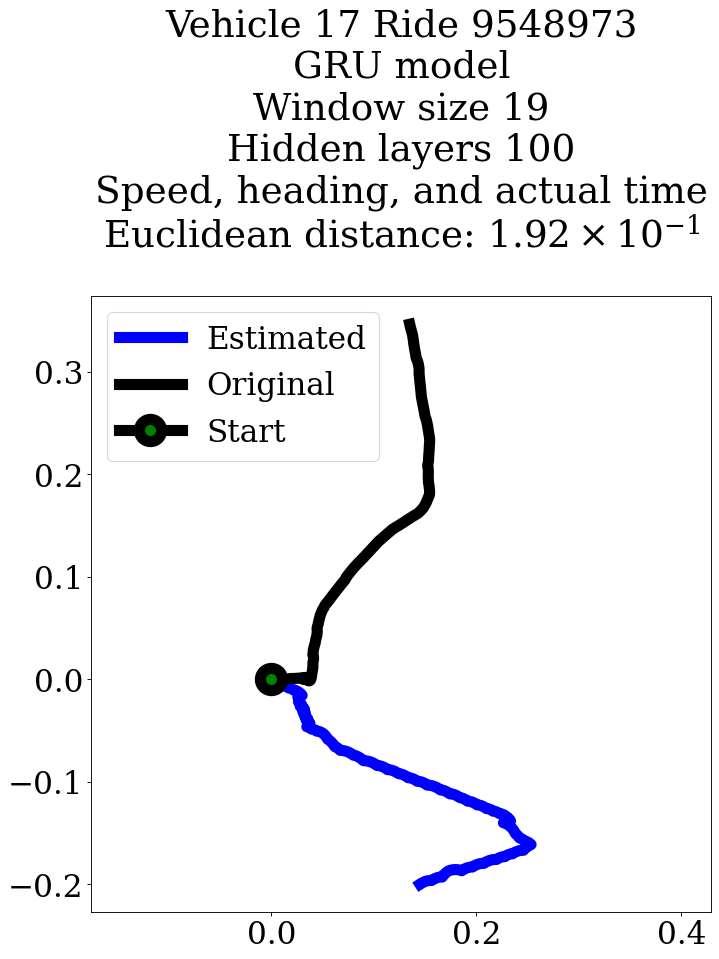 Vehicle 17 Ride 9548973
GRU model
Window size 19
Hidden layers 100
Speed, heading, and actual time
Euclidean distance: 1.92 × 10⁻¹
Estimated
Original
Start
0.3
0.2
0.1
0.0
−0.1
−0.2
0.0 0.2 0.4